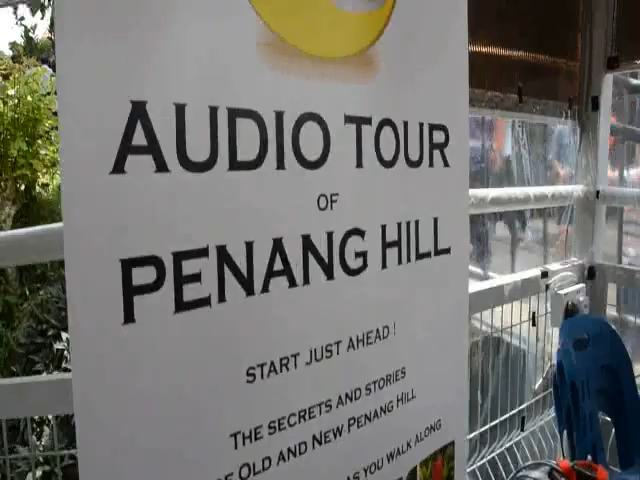 AUDIO TOUR
OF
PENANG HILL
START JUST AHEAD!
THE SECRETS AND STORIES
OF OLD AND NEW PENANG HILL
AS YOU WALK ALONG